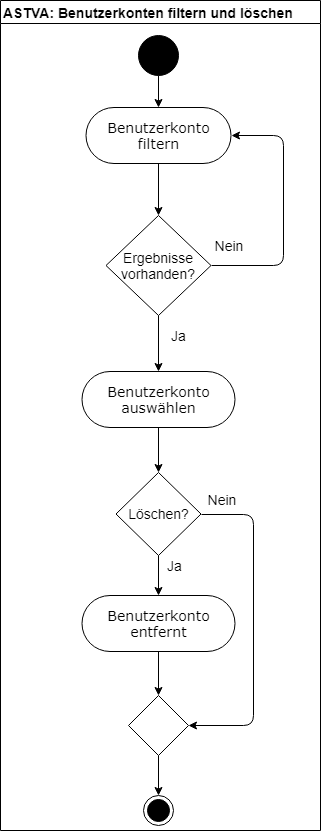 ASTVA: Benutzerkonten filtern und löschen
Benutzerkonto
filtern
Nein
Ergebnisse
vorhanden?
Ja
Benutzerkonto
auswählen
Nein
Löschen?
Ja
Benutzerkonto
entfernt